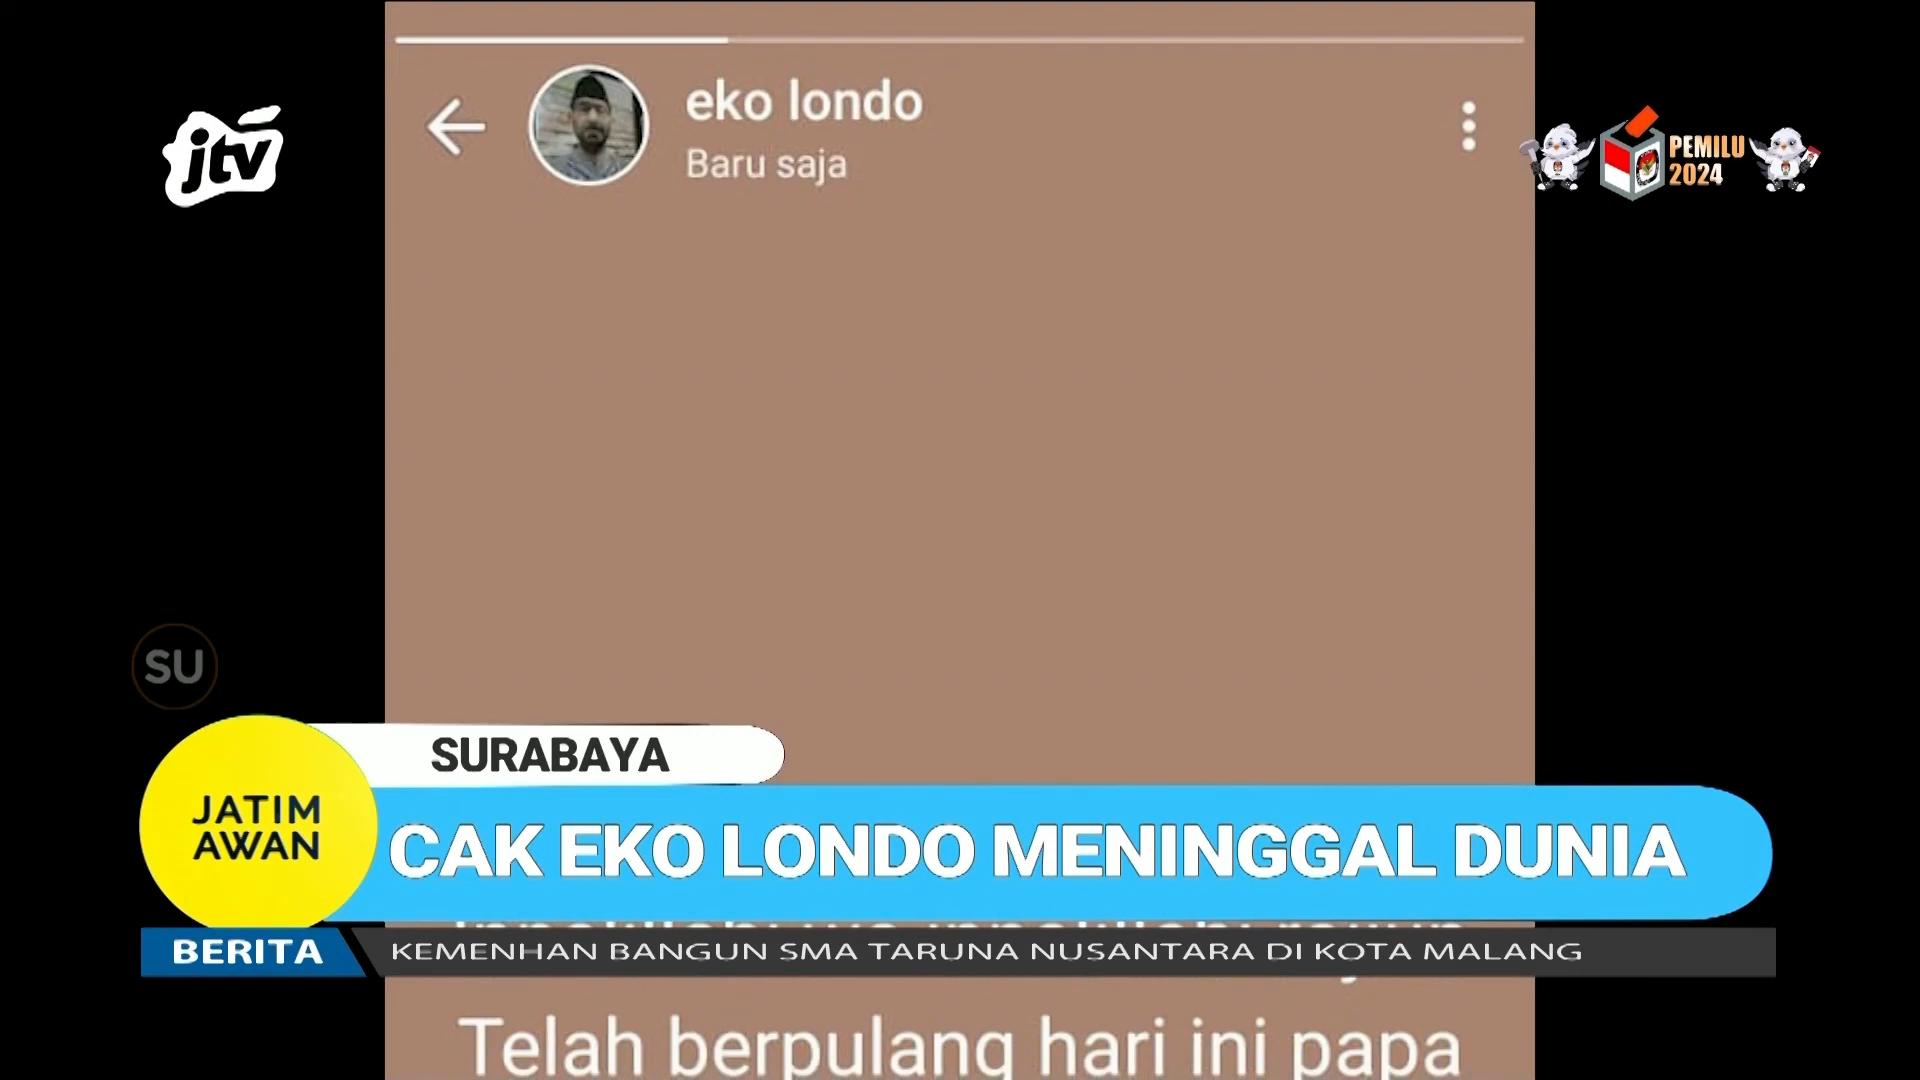 eko londo
Baru saja
jtv
PEMILU
2024
SU
SURABAYA
JATIM
AWAN
CAK EKO LONDO MENINGGAL DUNIA
BERITA
KEMENHAN BANGUN SMA TARUNA NUSANTARA DI KOTA MALANG
Telah berpulang hari ini papa